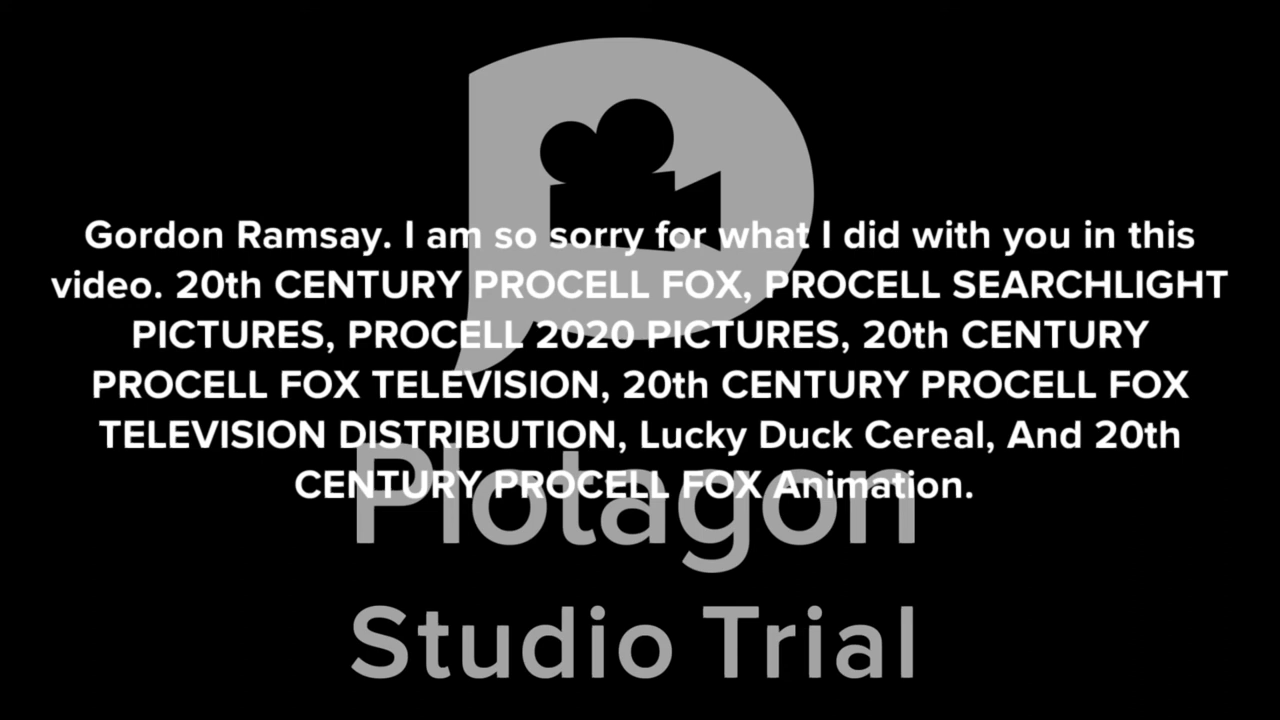 Gordon Ramsay. I am so sorry for what I did with you in this
video. 20th CENTURY PROCELL FOX, PROCELL SEARCHLIGHT
PICTURES, PROCELL 2020 PICTURES, 20th CENTURY
PROCELL FOX TELEVISION, 20th CENTURY PROCELL FOX
TELEVISION DISTRIBUTION, Lucky Duck Cereal, And 20th
CENTURY PROCELL FOX Animation.
Plotagon
Studio Trial